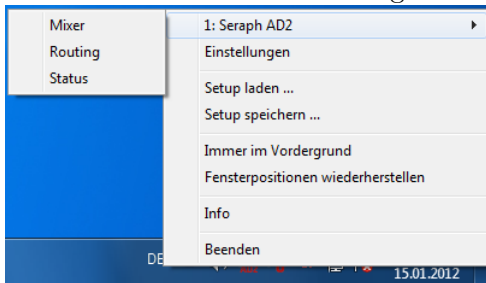 Mixer
Routing
Status
1: Seraph AD2
Einstellungen
Setup laden ...
Setup speichern ...
Immer im Vordergrund
Fensterpositionen wiederherstellen
Info
Beenden
DE
15.01.2012